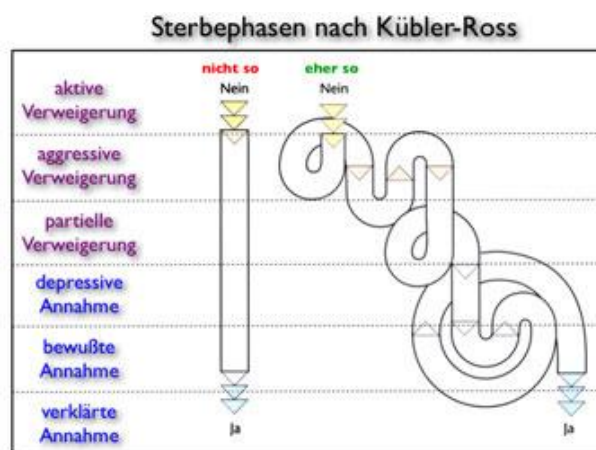 Sterbephasen nach Kübler-Ross
nicht so
eher so
Nein
Nein
aktive
Verweigerung
aggressive
Verweigerung
partielle
Verweigerung
depressive
Annahme
bewußte
Annahme
verklärte
Annahme
Ja
Ja